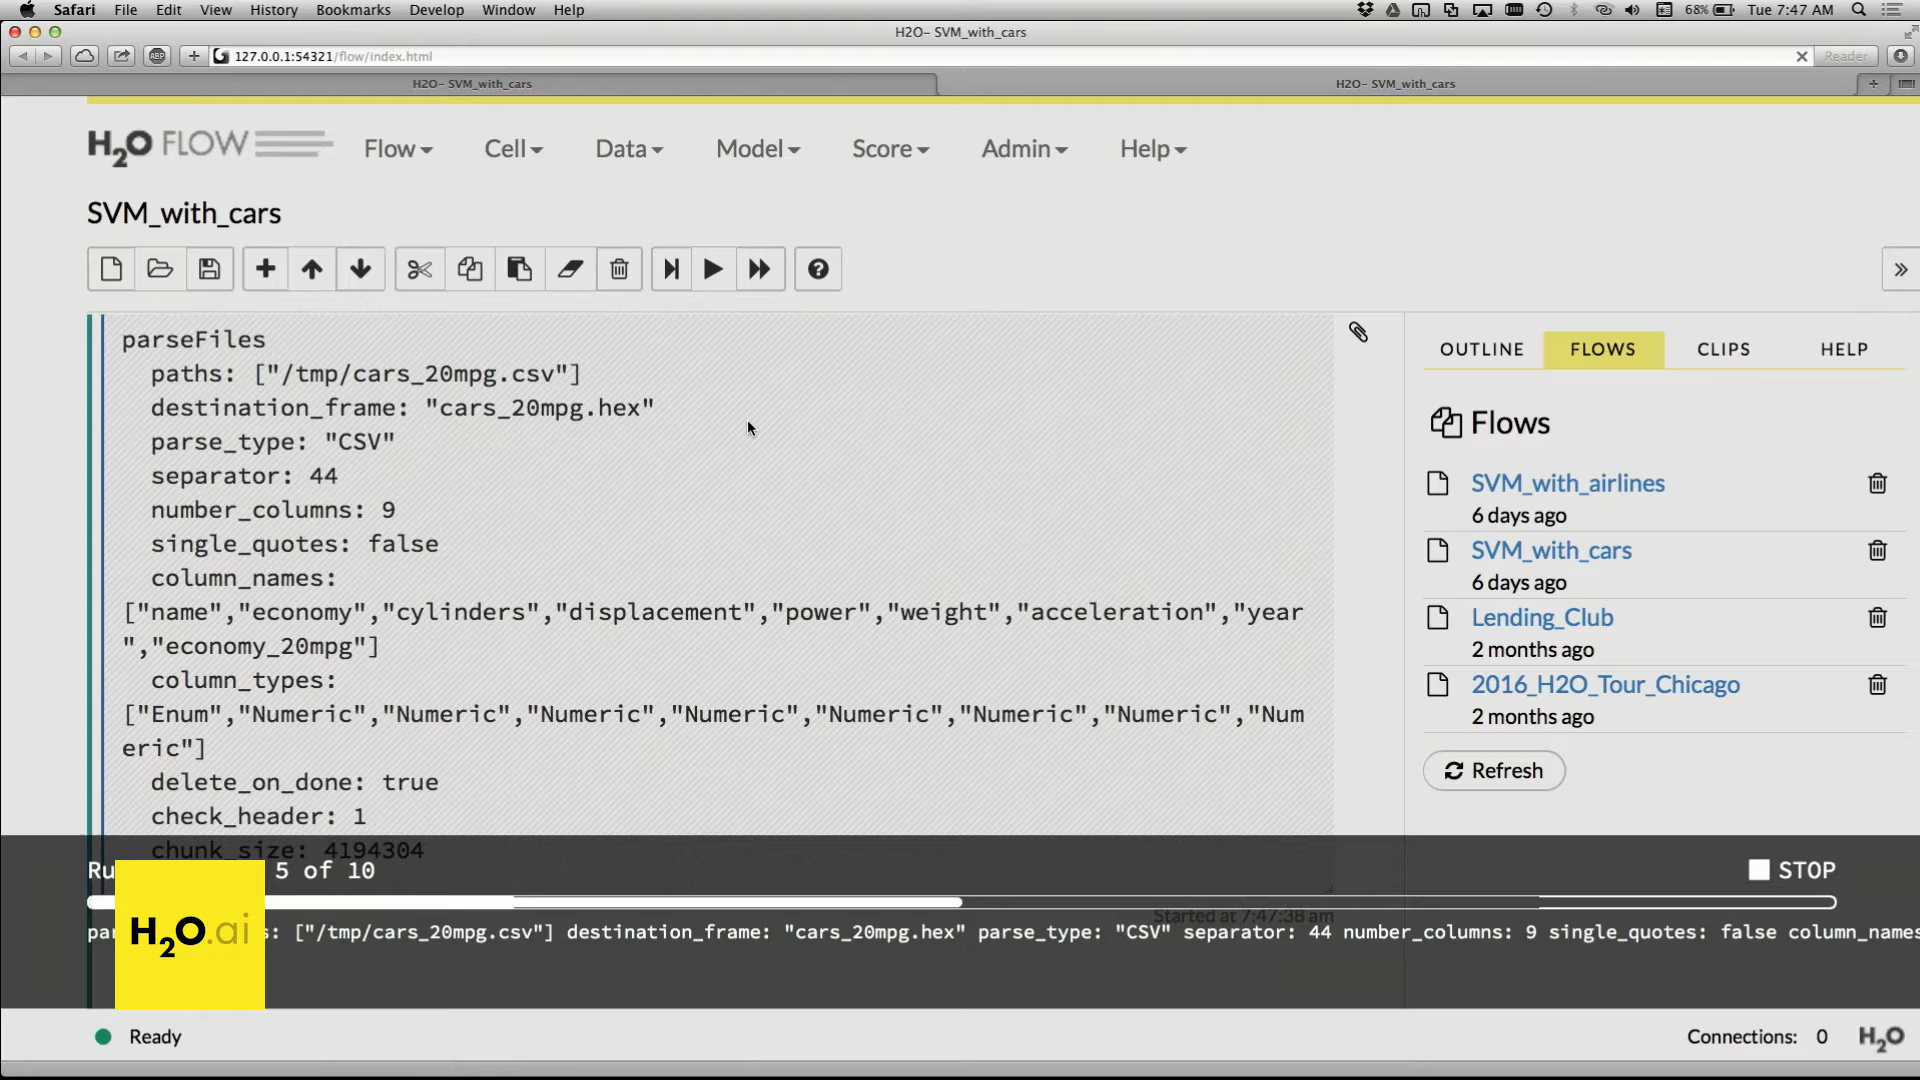 Safari File Edit View History Bookmarks Develop Window Help 68% Tue 7:47 AM
H2O- SVM_with_cars
ABP 127.0.0.1:54321/flow/index.html Reader
H2O- SVM_with_cars H2O- SVM_with_cars
H2O FLOW Flow Cell Data Model Score Admin Help
SVM_with_cars
parseFiles
paths: ["/tmp/cars_20mpg.csv"]
destination_frame: "cars_20mpg.hex"
parse_type: "CSV"
separator: 44
number_columns: 9
single_quotes: false
column_names:
["name","economy","cylinders","displacement","power","weight","acceleration","year
","economy_20mpg"]
column_types:
["Enum","Numeric","Numeric","Numeric","Numeric","Numeric","Numeric","Numeric","Num
eric"]
delete_on_done: true
check_header: 1
chunk_size: 4194304
OUTLINE FLOWS CLIPS HELP
Flows
SVM_with_airlines
6 days ago
SVM_with_cars
6 days ago
Lending_Club
2 months ago
2016_H2O_Tour_Chicago
2 months ago
Refresh
Ru 5 of 10 STOP
Started at 7:47:38 am
par s: ["/tmp/cars_20mpg.csv"] destination_frame: "cars_20mpg.hex" parse_type: "CSV" separator: 44 number_columns: 9 single_quotes: false column_names
H2O.ai
Ready Connections: 0 H2O